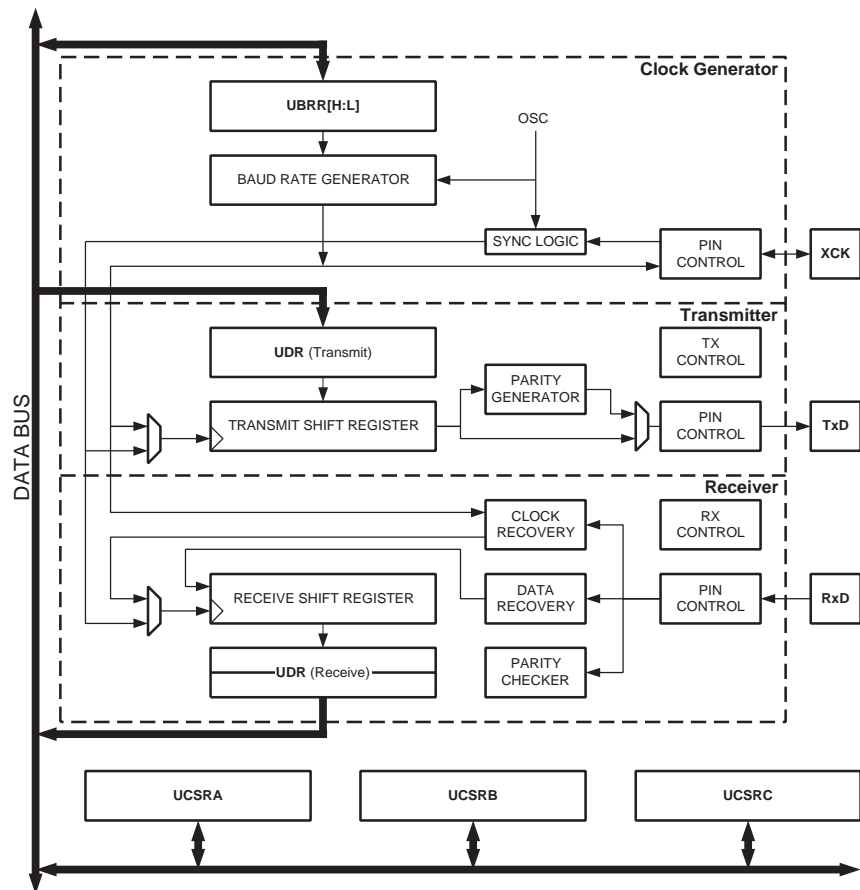 Clock Generator
UBRR[H:L]
OSC
BAUD RATE GENERATOR
SYNC LOGIC
PIN
CONTROL
XCK
Transmitter
UDR (Transmit)
TX
CONTROL
PARITY
GENERATOR
TRANSMIT SHIFT REGISTER
PIN
CONTROL
TxD
DATA BUS
Receiver
CLOCK
RECOVERY
RX
CONTROL
RECEIVE SHIFT REGISTER
DATA
RECOVERY
PIN
CONTROL
RxD
UDR (Receive)
PARITY
CHECKER
UCSRA
UCSRB
UCSRC